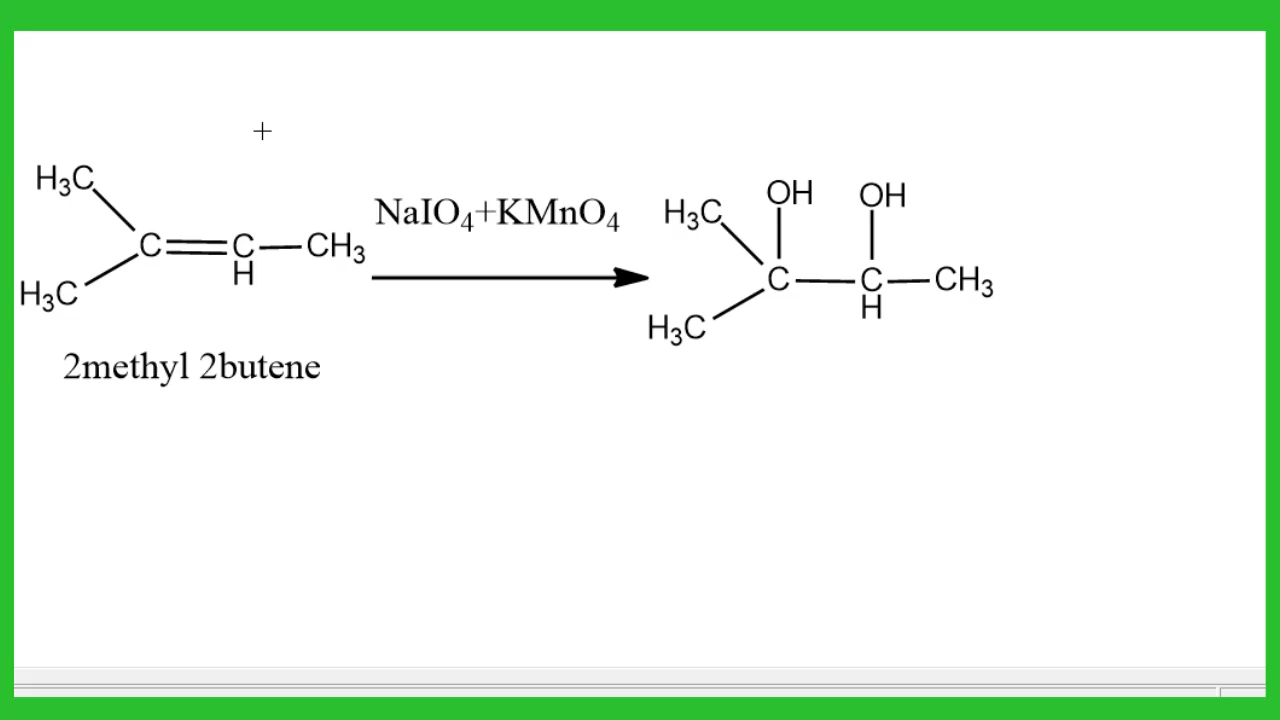 +
H₃C
C=C—CH₃
H
H₃C
2methyl 2butene
NaIO₄+KMnO₄
OH OH
H₃C
C—C—CH₃
H
H₃C